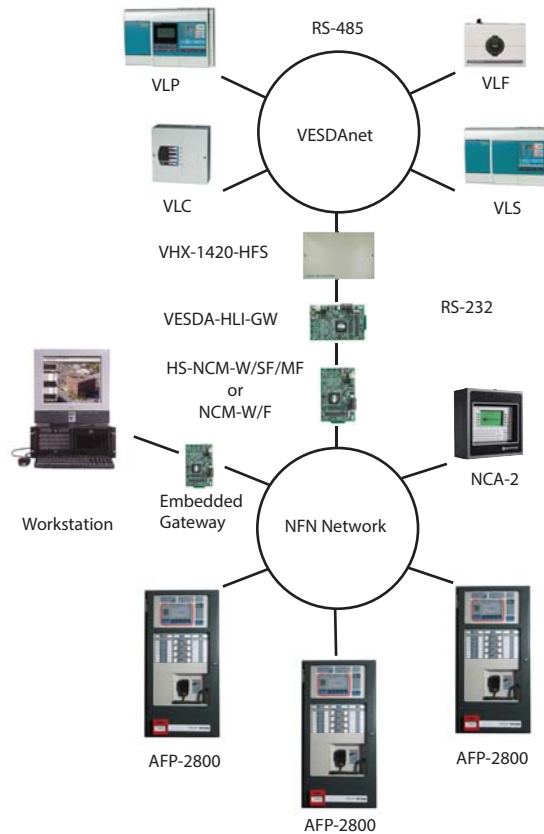 RS-485
VLP
VLF
VESDAnet
VLC
VLS
VHX-1420-HFS
VESDA-HLI-GW
RS-232
HS-NCM-W/SF/MF
or
NCM-W/F
NCA-2
Workstation
Embedded
Gateway
NFN Network
AFP-2800
AFP-2800
AFP-2800